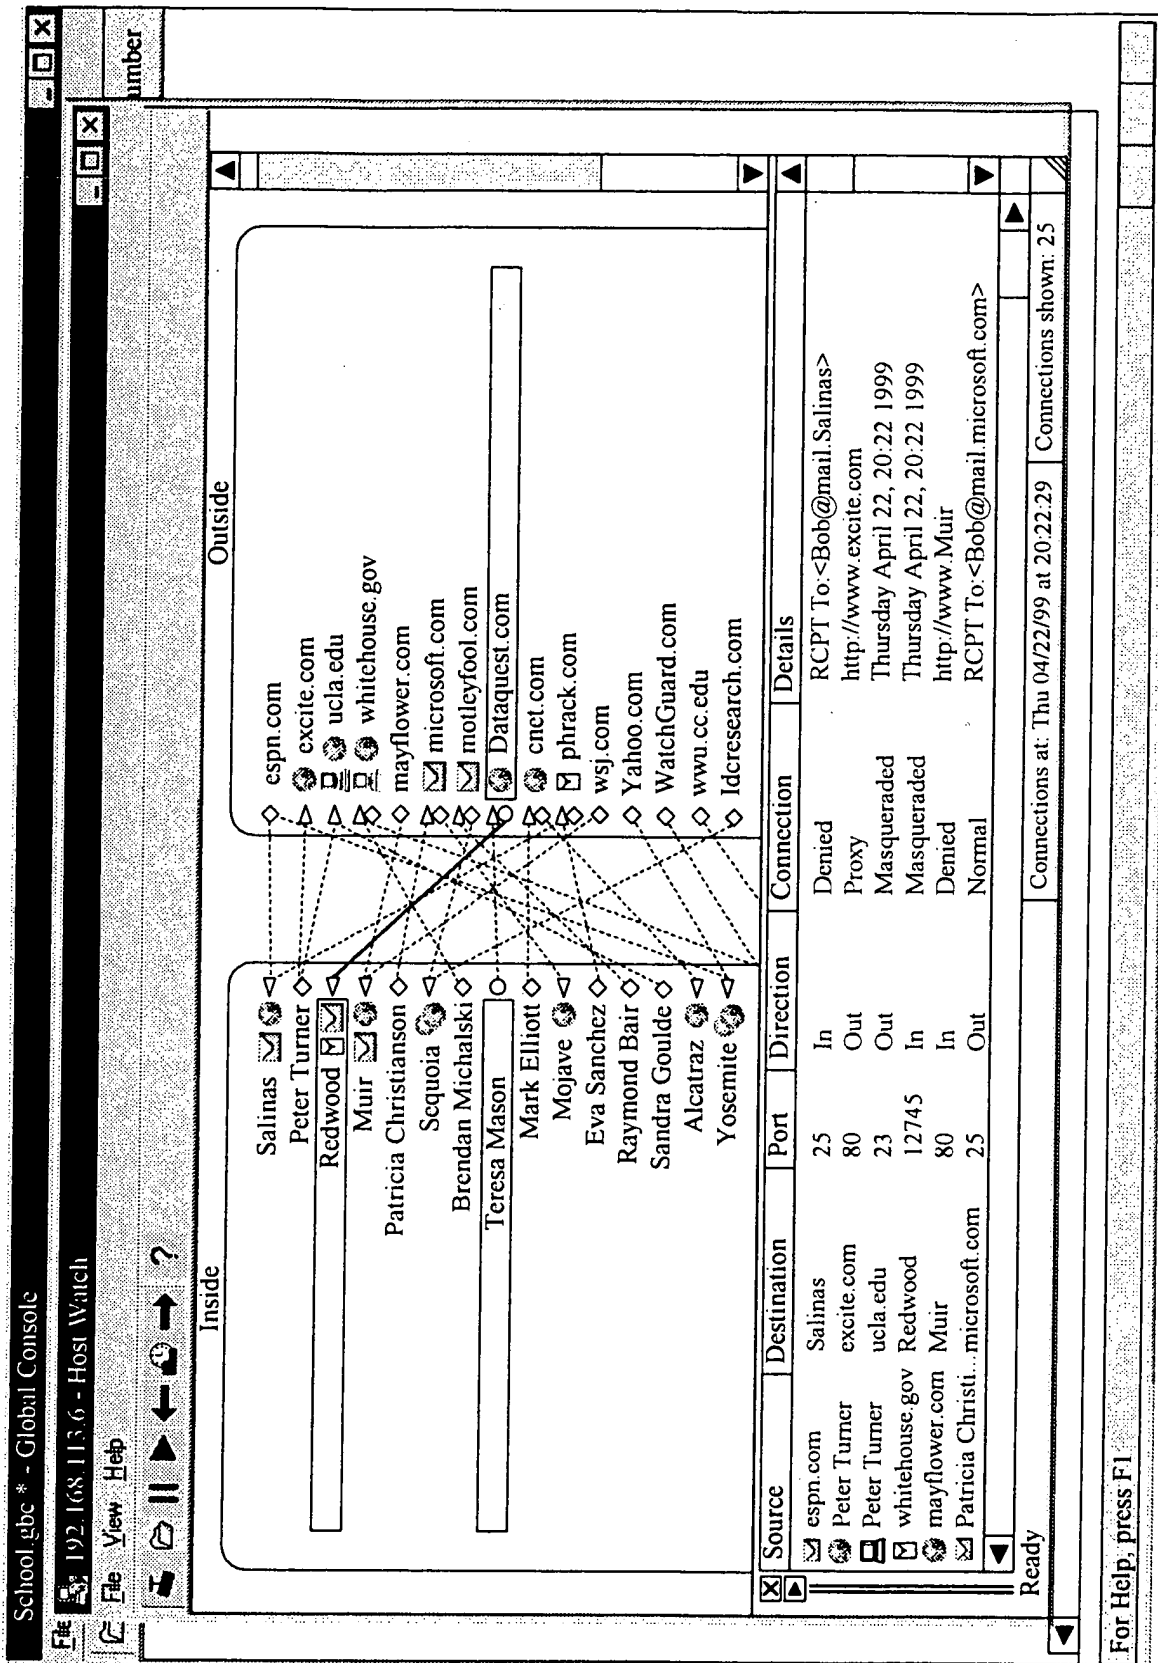 School.gbc * - Global Console
File
192.168.113.6 - Host Watch
File View Help
umber
?
Inside
Outside
Salinas
Peter Turner
Redwood
Muir
Patricia Christianson
Sequoia
Brendan Michalski
Teresa Mason
Mark Elliott
Mojave
Eva Sanchez
Raymond Bair
Sandra Goulde
Alcatraz
Yosemite
espn.com
excite.com
ucla.edu
whitehouse.gov
mayflower.com
microsoft.com
motleyfool.com
Dataquest.com
cnet.com
phrack.com
wsj.com
Yahoo.com
WatchGuard.com
wwu.cc.edu
Idcresearch.com
Source Destination Port Direction Connection Details
espn.com Salinas 25 In Denied RCPT To:<Bob@mail.Salinas>
Peter Turner excite.com 80 Out Proxy http://www.excite.com
Peter Turner ucla.edu 23 Out Masqueraded Thursday April 22, 20:22 1999
whitehouse.gov Redwood 12745 In Masqueraded Thursday April 22, 20:22 1999
mayflower.com Muir 80 In Denied http://www.Muir
Patricia Christi...microsoft.com 25 Out Normal RCPT To:<Bob@mail.microsoft.com>
Ready
Connections at: Thu 04/22/99 at 20:22:29 Connections shown: 25
For Help, press F1